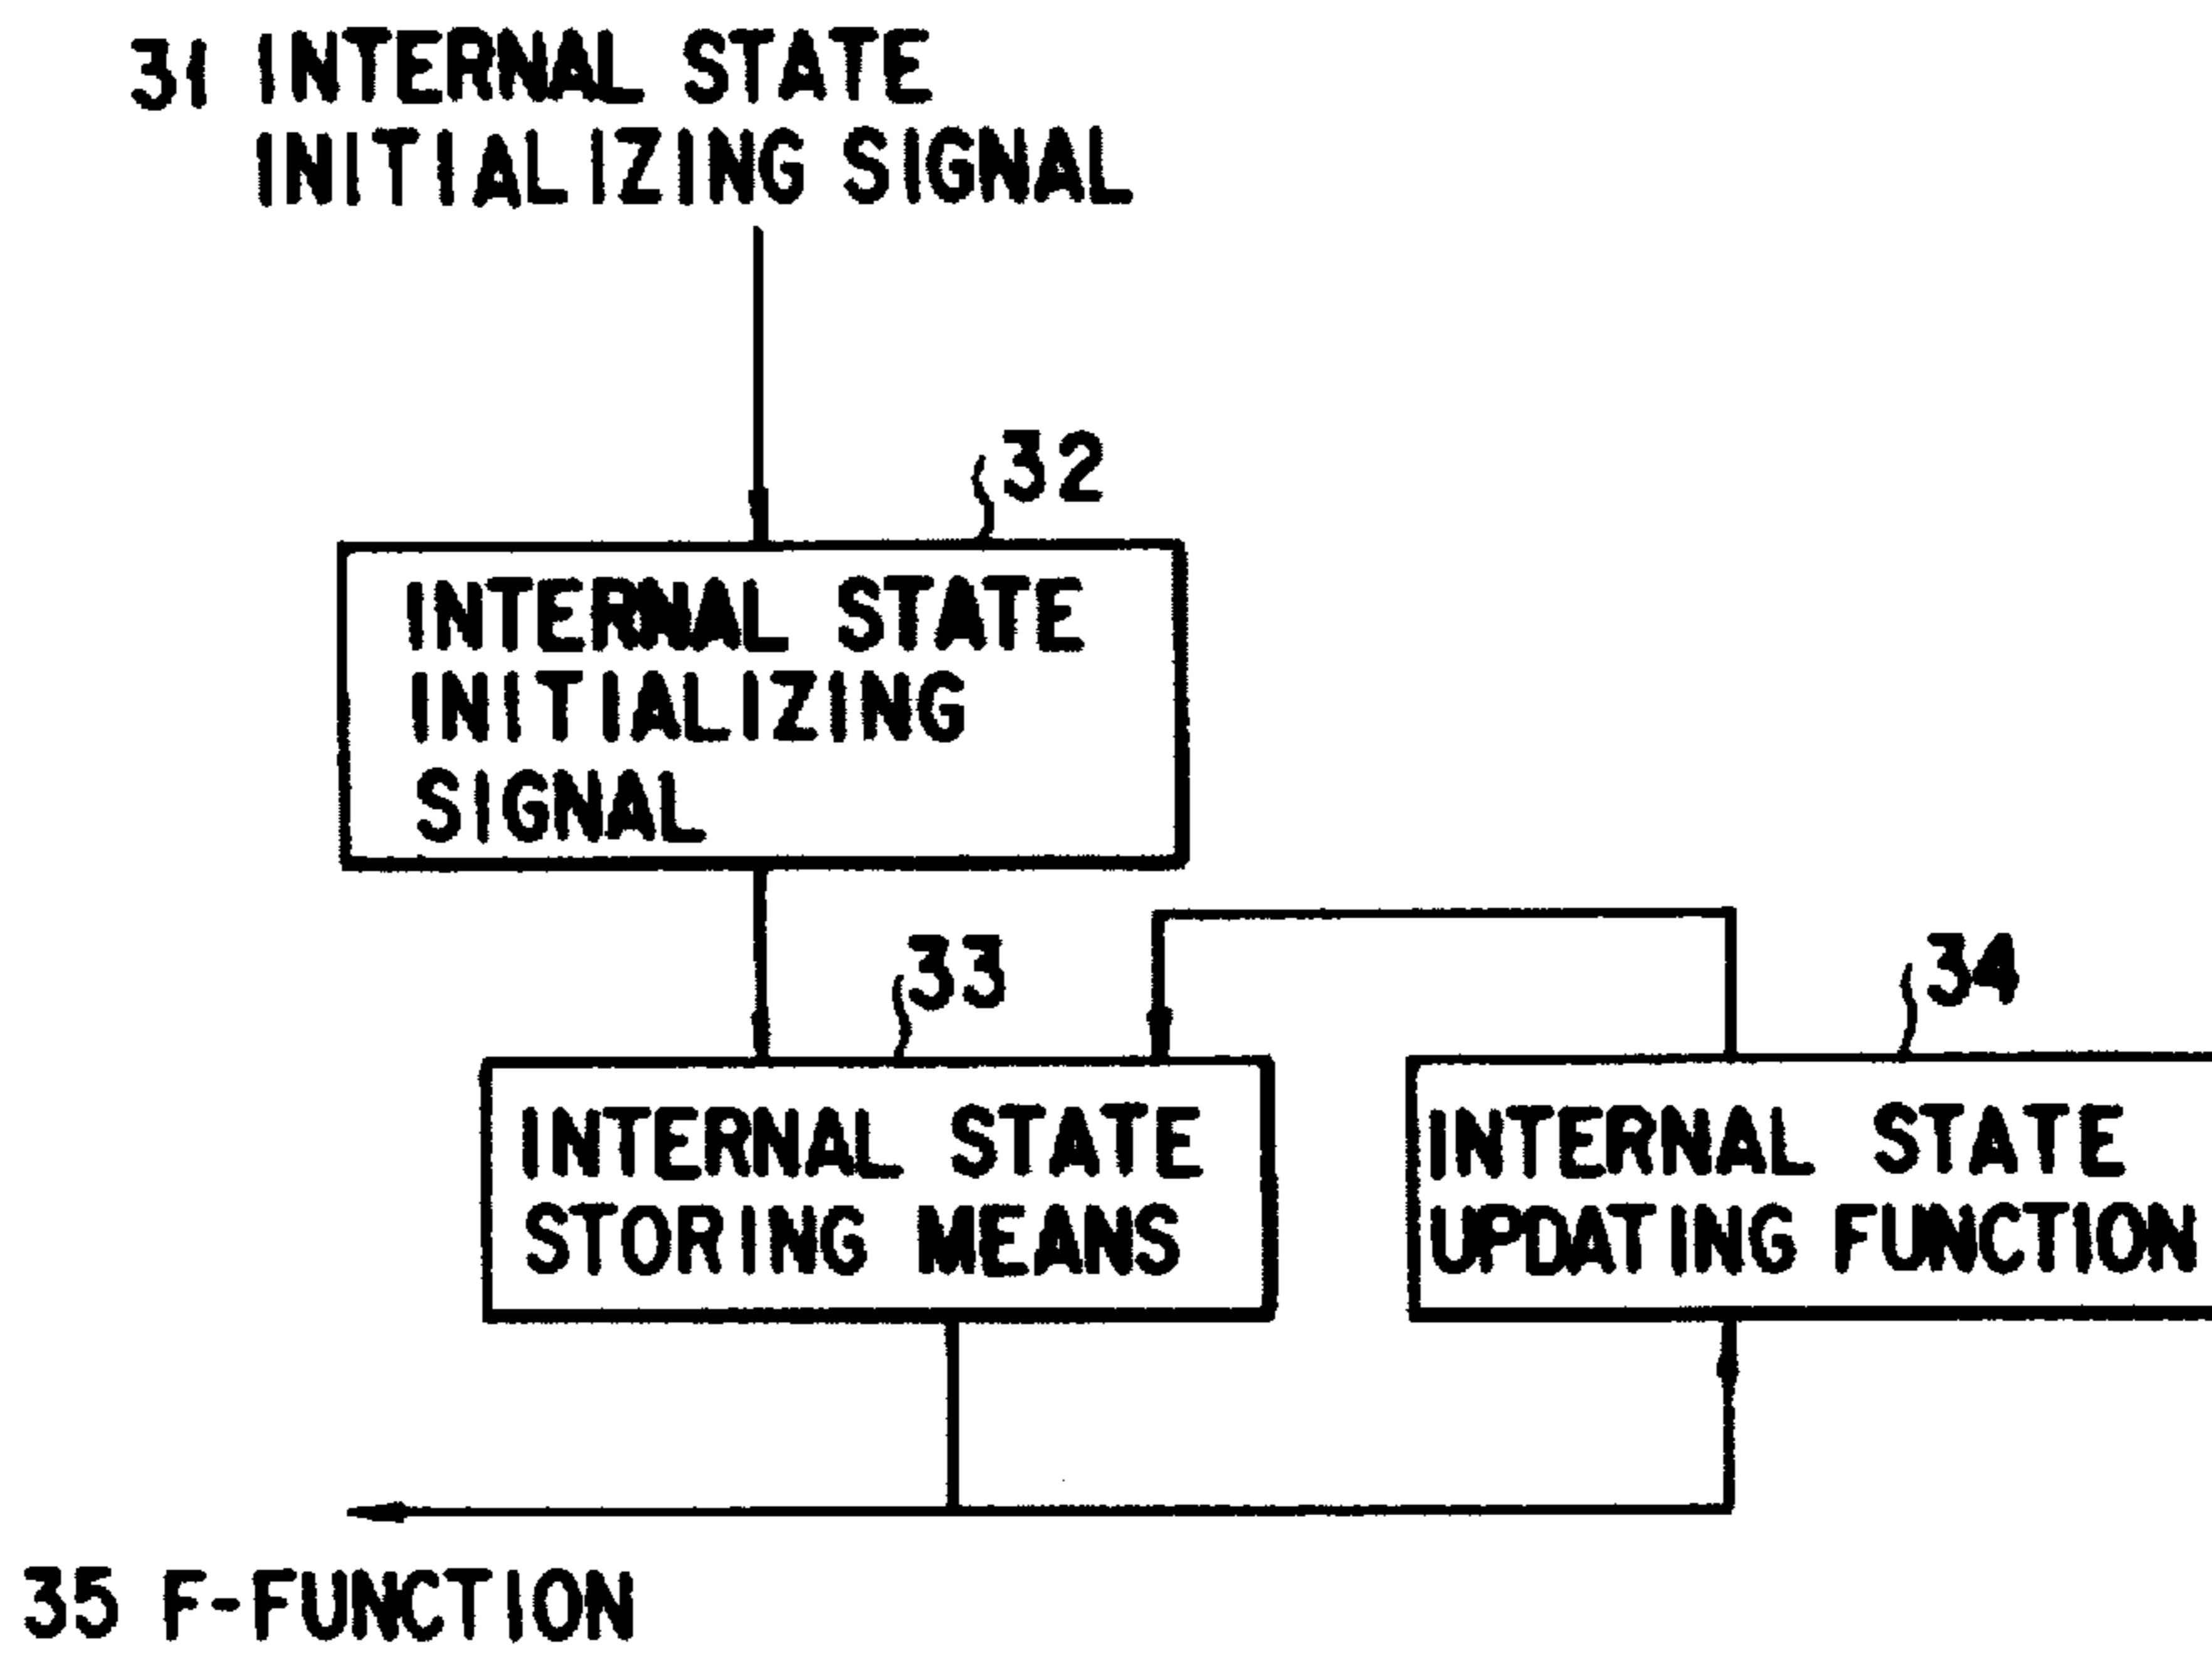 31 INTERNAL STATE
INITIALIZING SIGNAL
32
INTERNAL STATE
INITIALIZING
SIGNAL
33
34
INTERNAL STATE
STORING MEANS
INTERNAL STATE
UPDATING FUNCTION
35 F-FUNCTION